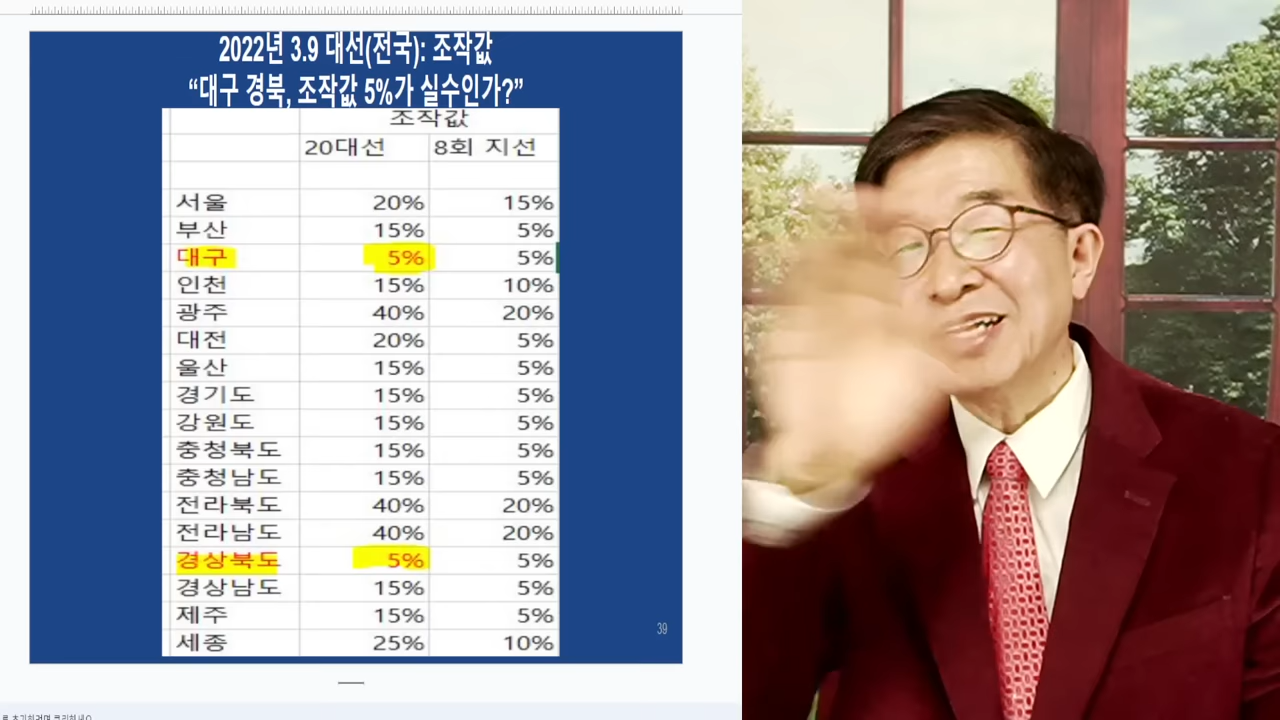 2022년 3.9 대선(전국): 조작값
“대구 경북, 조작값 5%가 실수인가?”
조작값
20대선 8회 지선
서울 20% 15%
부산 15% 5%
대구 5% 5%
인천 15% 10%
광주 40% 20%
대전 20% 5%
울산 15% 5%
경기도 15% 5%
강원도 15% 5%
충청북도 15% 5%
충청남도 15% 5%
전라북도 40% 20%
전라남도 40% 20%
경상북도 5% 5%
경상남도 15% 5%
제주 15% 5%
세종 25% 10%
39